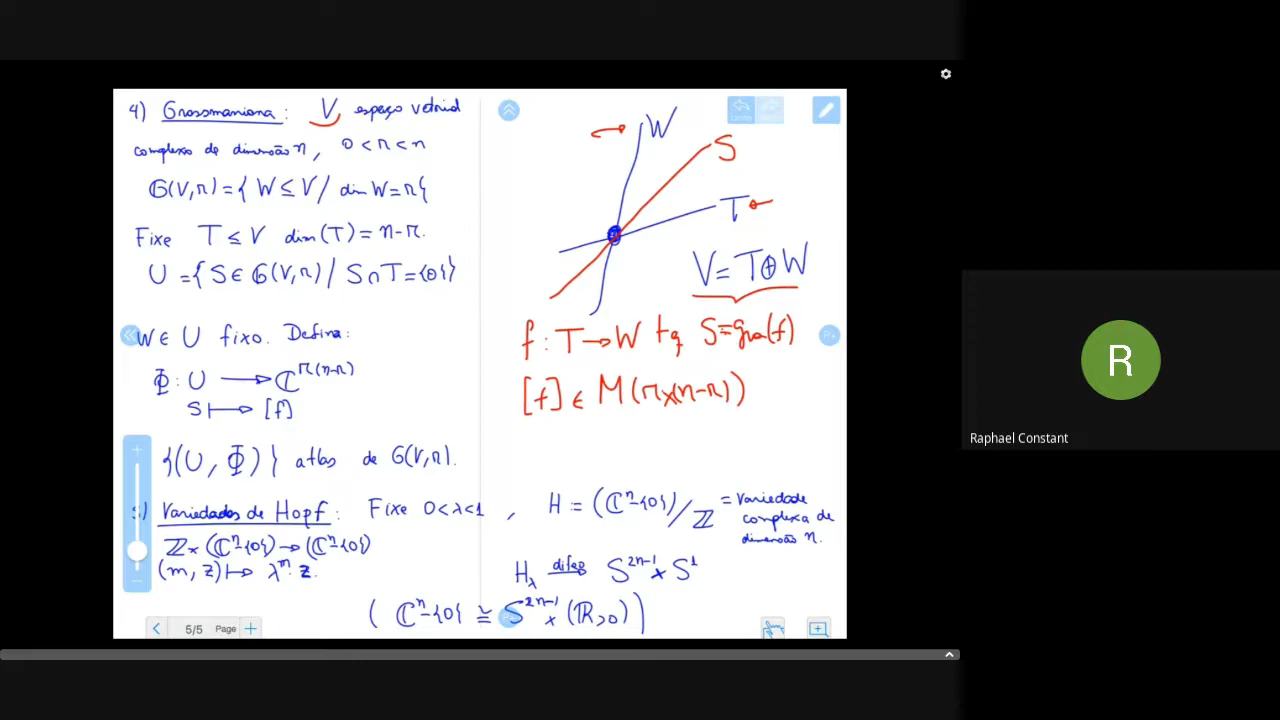 4) Grassmaniana: V espaço vetorial
complexo de dimensão n, 0 < r < n
G(V,r) = { W ≤ V / dim W = r {
Fixe T ≤ V dim(T) = n-r.
U = { S ∈ G(V,r) / S ∩ T = {0} }
W ∈ U fixo. Defina:
Φ: U → ℂ^{r(n-r)}
S ↦ [f]
{(U, Φ)} atlas de G(V,r).
W
S
T
V = T ⊕ W
f : T → W tq S = gra(f)
[f] ∈ M(r×(n-r))
5) Variedades de Hopf: Fixe 0<λ<1, H := (ℂ^n-{0})/ℤ = variedade
complexa de
dimensão n.
ℤ × (ℂ^n-{0}) → (ℂ^n-{0})
(m, z) ↦ λ^m. z.
H_λ difeo S^{2n-1} × S^1
( ℂ^n-{0} ≅ S^{2n-1} × (ℝ>0) )
5/5 Page
R
Raphael Constant